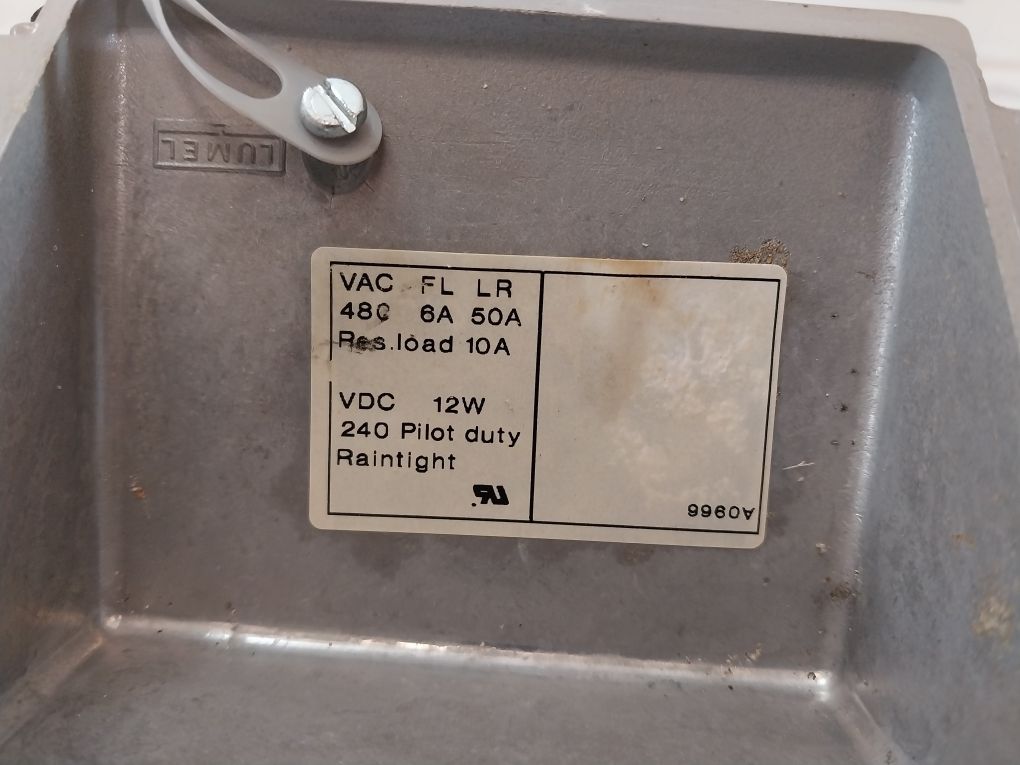 LUMEL
VAC FL LR
480 6A 50A
Res.load 10A
VDC 12W
240 Pilot duty
Raintight
A0966